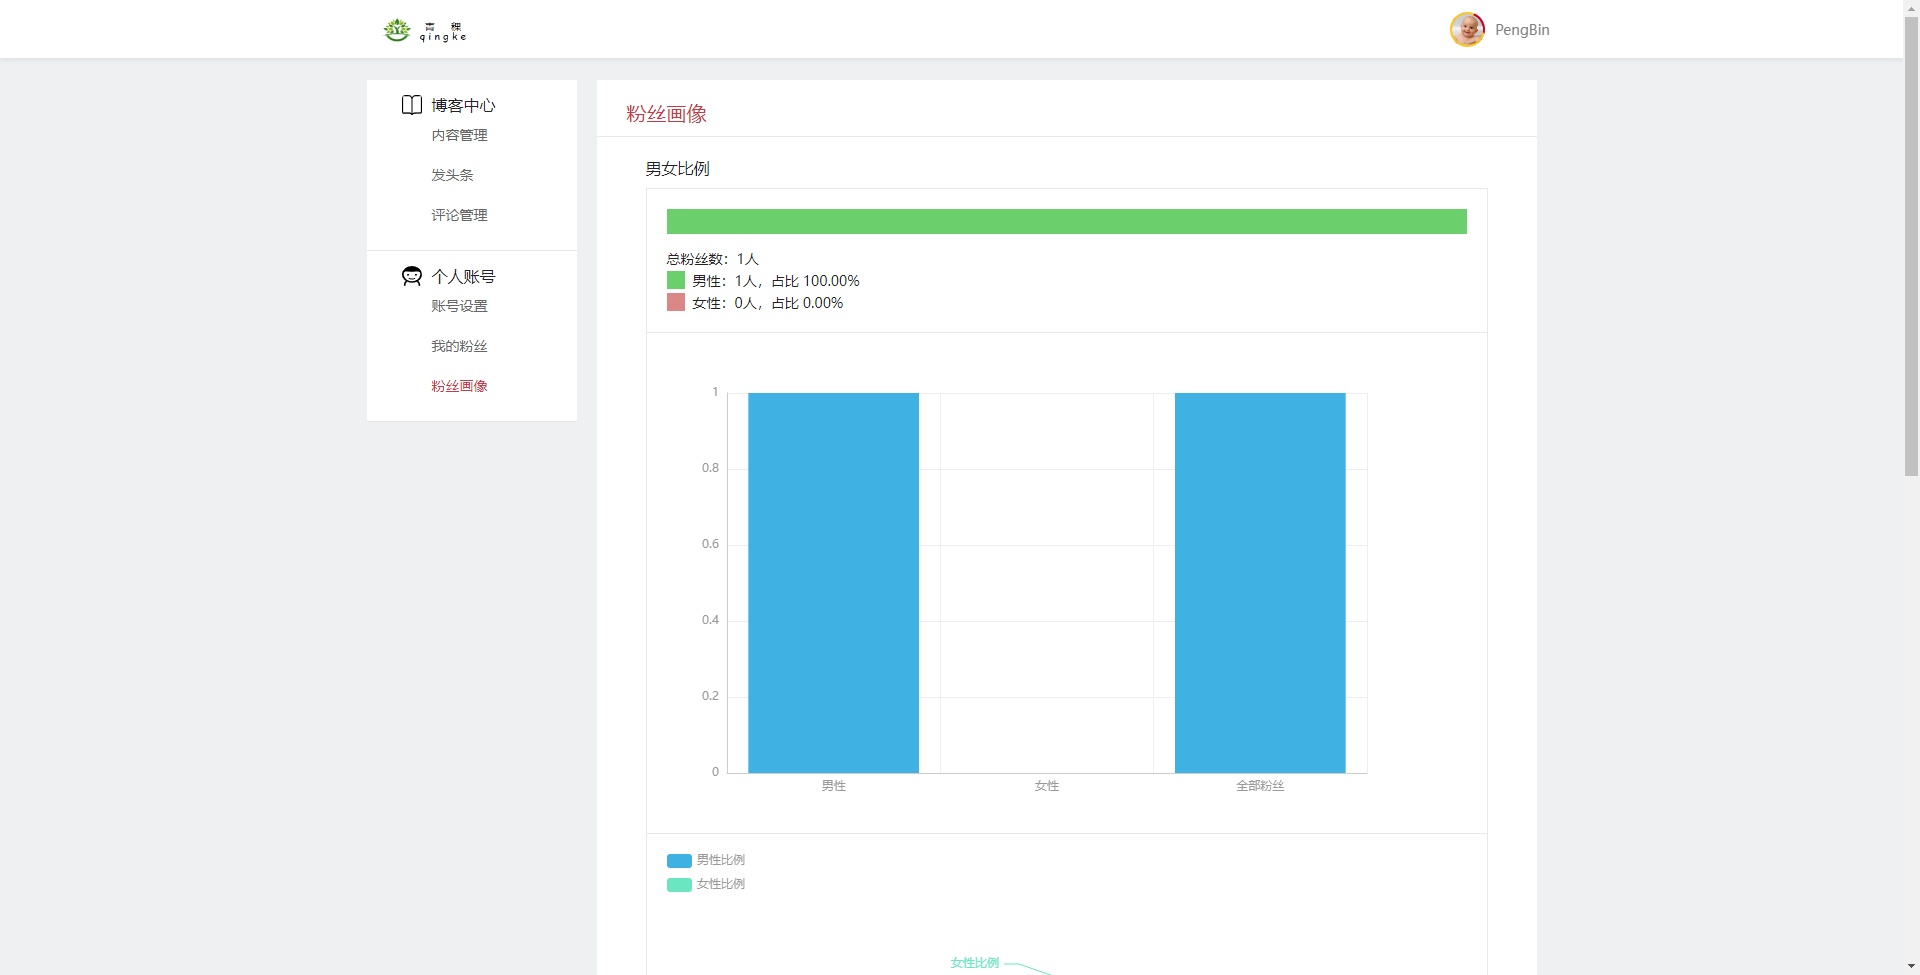 青 稞
qingke
PengBin
博客中心
内容管理
发头条
评论管理
个人账号
账号设置
我的粉丝
粉丝画像
粉丝画像
男女比例
总粉丝数：1人
男性：1人，占比 100.00%
女性：0人，占比 0.00%
1
0.8
0.6
0.4
0.2
0
男性
女性
全部粉丝
男性比例
女性比例
女性比例